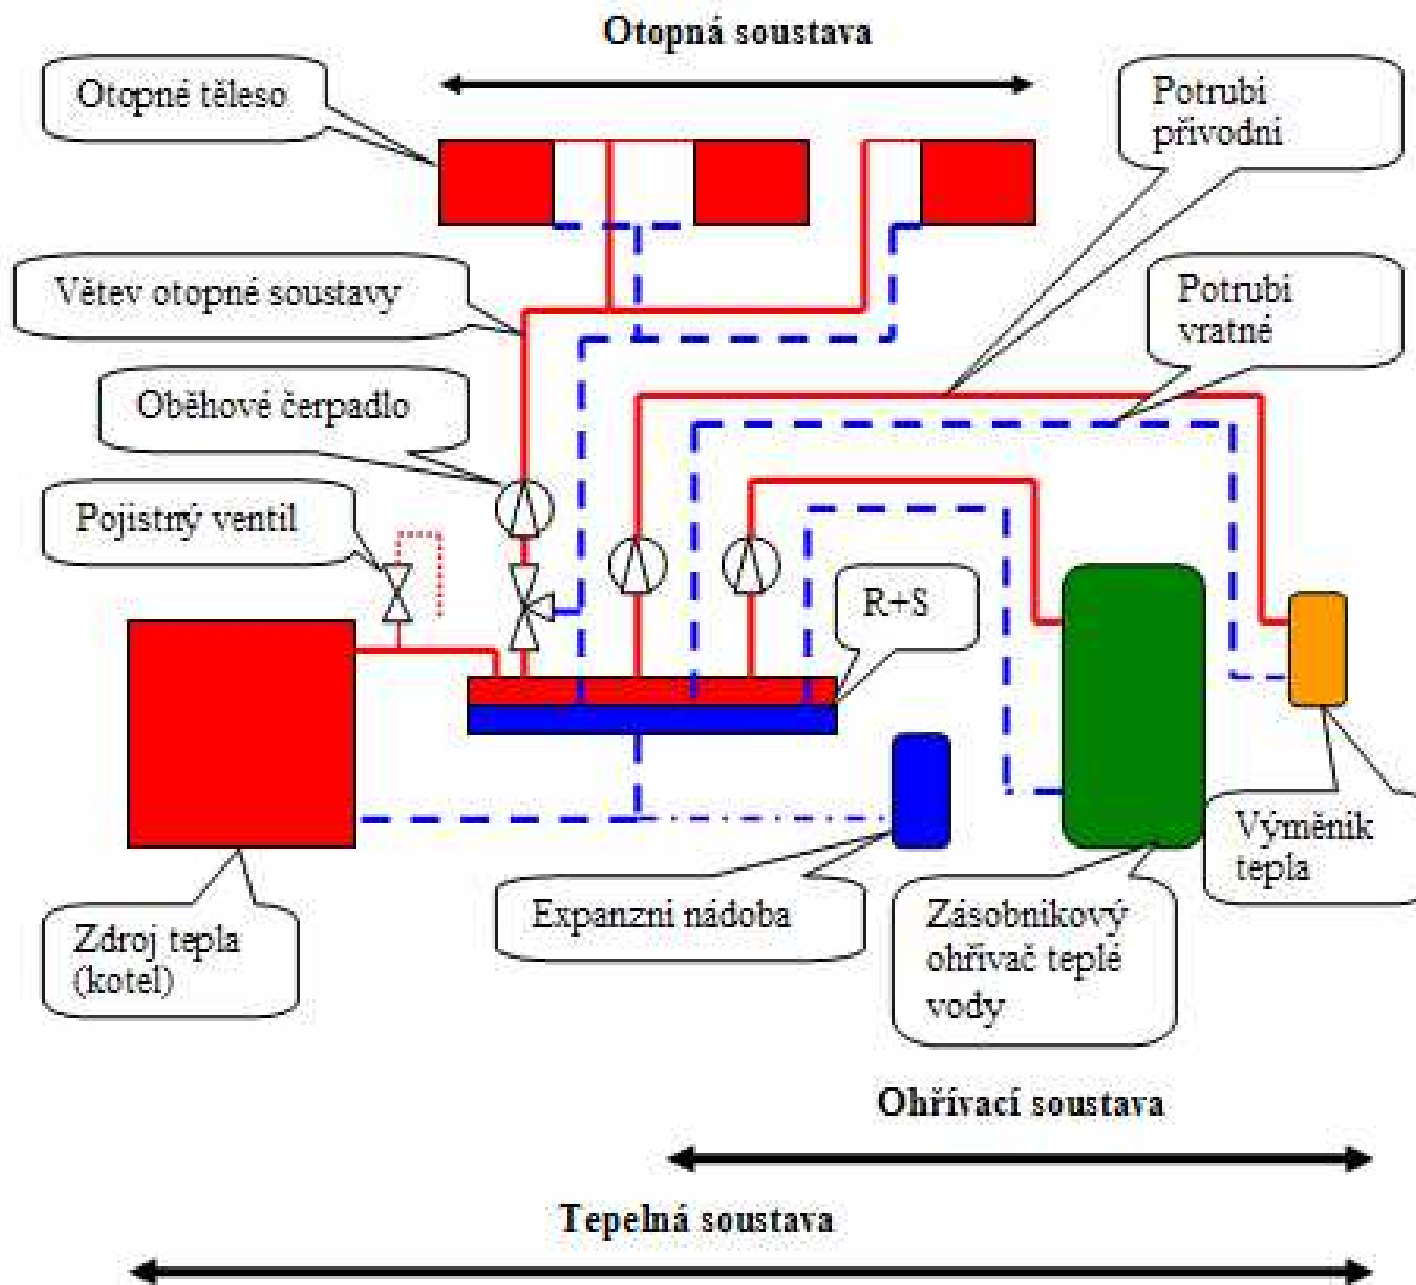 Otopná soustava
Otopné těleso
Potrubí
přívodní
Větev otopné soustavy
Potrubí
vratné
Oběhové čerpadlo
Pojistný ventil
R+S
Výměník
tepla
Expanzní nádoba
Zásobníkový
ohřívač teplé
vody
Zdroj tepla
(kotel)
Ohřívací soustava
Tepelná soustava